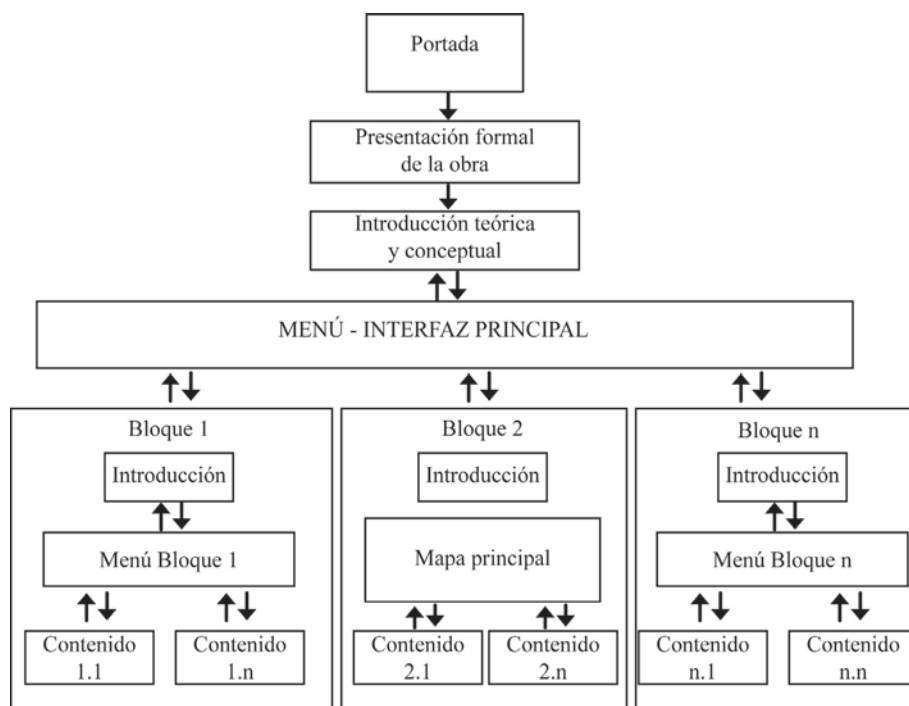 Portada
Presentación formal
de la obra
Introducción teórica
y conceptual
MENÚ - INTERFAZ PRINCIPAL
Bloque 1
Introducción
Menú Bloque 1
Contenido
1.1
Contenido
1.n
Bloque 2
Introducción
Mapa principal
Contenido
2.1
Contenido
2.n
Bloque n
Introducción
Menú Bloque n
Contenido
n.1
Contenido
n.n